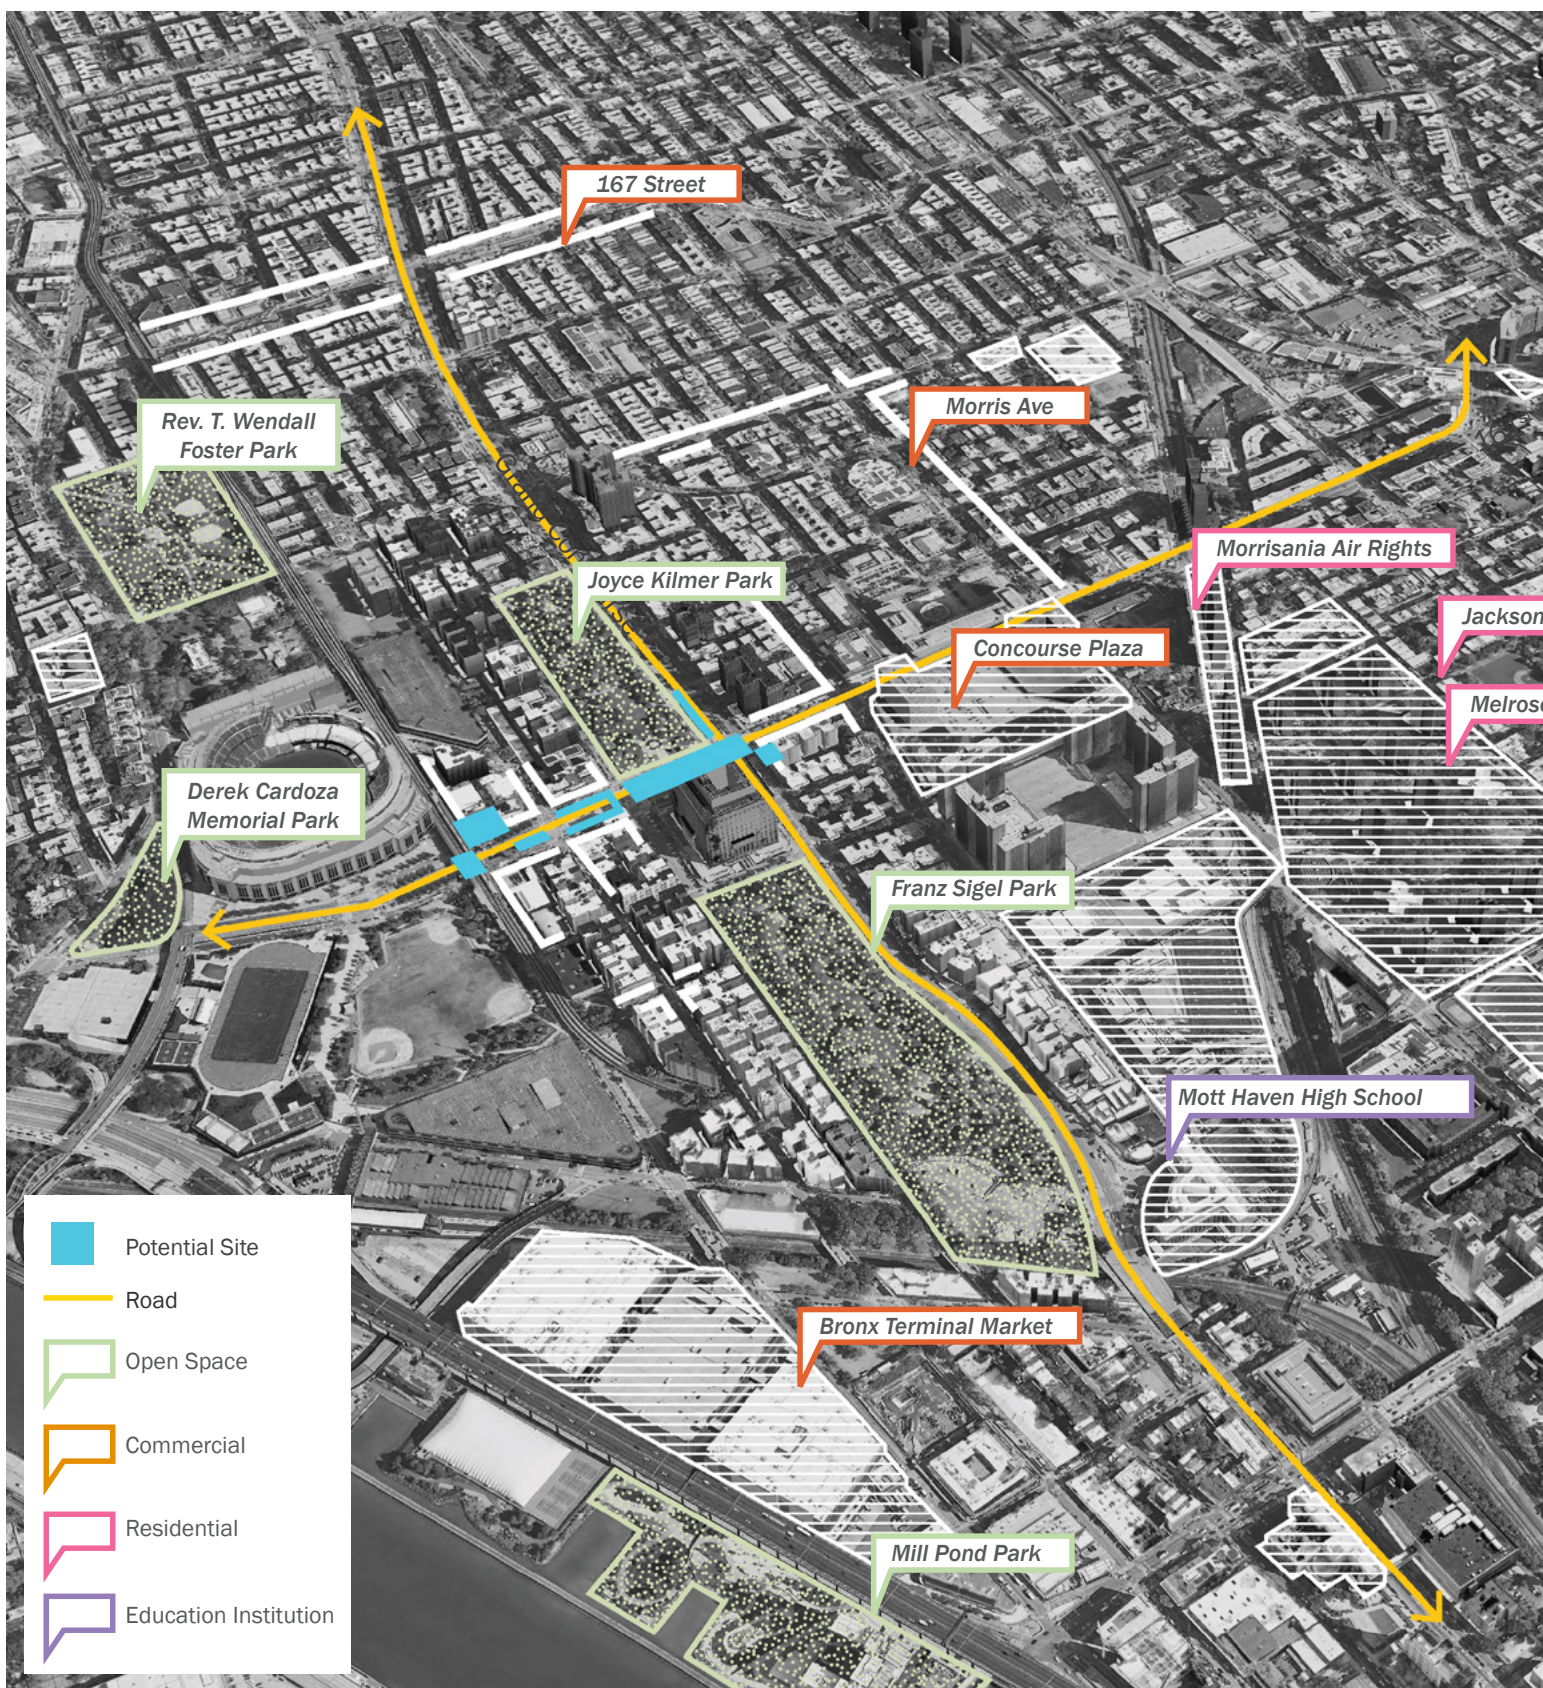 167 Street
Morris Ave
Rev. T. Wendall
Foster Park
Grand Concourse
Morrisania Air Rights
Joyce Kilmer Park
Jackson
Concourse Plaza
Melrose
Derek Cardoza
Memorial Park
Franz Sigel Park
Mott Haven High School
Bronx Terminal Market
Mill Pond Park
Potential Site
Road
Open Space
Commercial
Residential
Education Institution